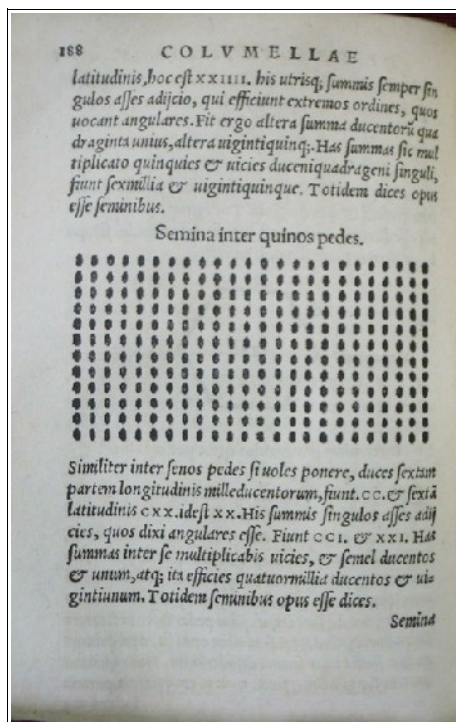 188 COLVMELLAE
latitudinis, hoc est XXIIII. his utrisq; summis semper sin
gulos asses adijcio, qui efficiunt extremos ordines, quos
uocant angulares. Fit ergo altera summa ducentorũ qua
draginta unius, altera uigintiquinq;. Has summas sic mul
tiplicato quinquies & uicies duceniquadrageni singuli,
fiunt sexmillia & uigintiquinque. Totidem dices opus
esse seminibus.
Semina inter quinos pedes.
Similiter inter senos pedes si uoles ponere, duces sextam
partem longitudinis milleducentorum, fiunt. CC. & sextã
latitudinis CXX. idest XX. His summis singulos asses adij
cies, quos dixi angulares esse. Fiunt CCI. & XXI. Has
summas inter se multiplicabis uicies, & semel ducentos
& unum, atq; ita efficies quatuormillia ducentos & ui-
gintiunum. Totidem seminibus opus esse dices.
Semina